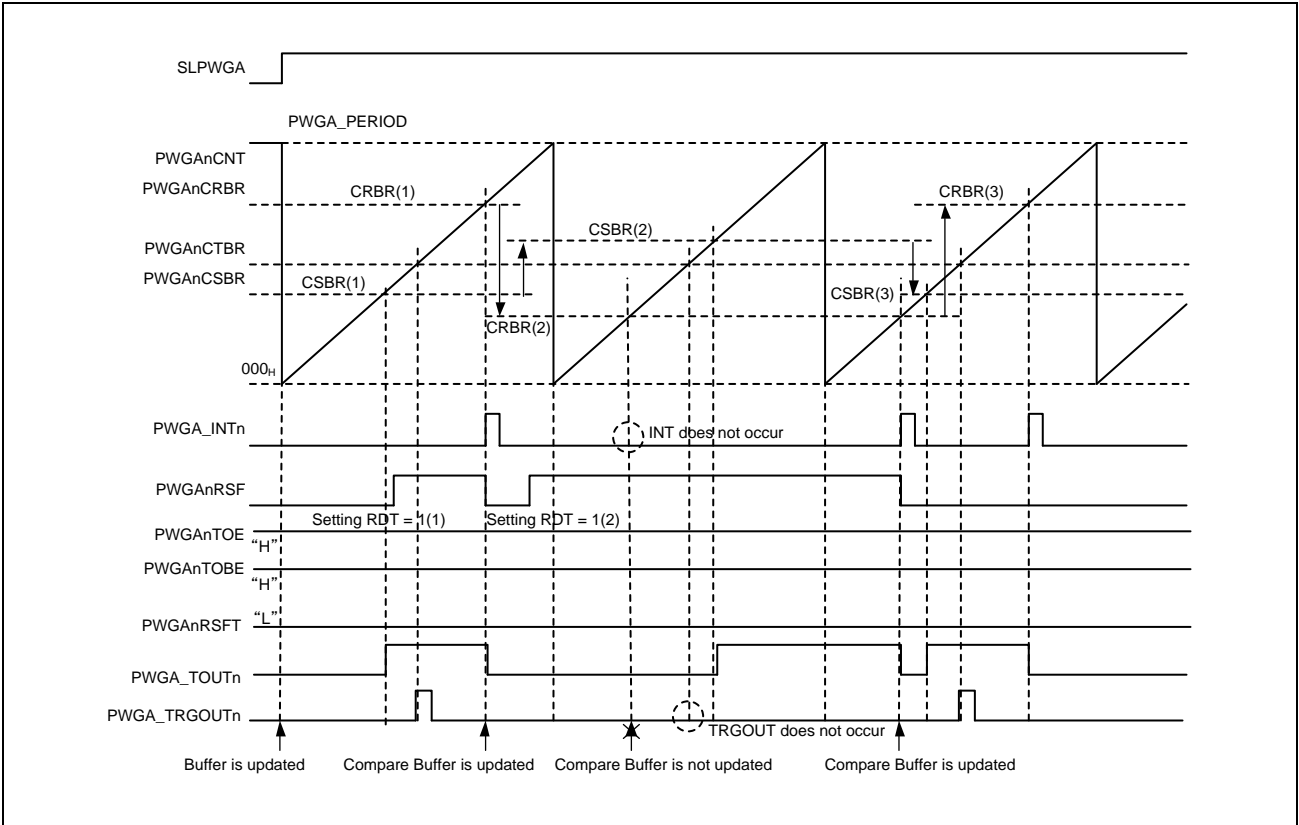 SLPWGA
PWGA_PERIOD
PWGAnCNT
PWGAnCRBR
CRBR(1)
CRBR(3)
CSBR(2)
PWGAnCTBR
PWGAnCSBR
CSBR(1)
CSBR(3)
CRBR(2)
000H
PWGA_INTn
INT does not occur
PWGAnRSF
Setting RDT = 1(1)
Setting RDT = 1(2)
PWGAnTOE
“H”
PWGAnTOBE
“H”
PWGAnRSFT
“L”
PWGA_TOUTn
PWGA_TRGOUTn
TRGOUT does not occur
Buffer is updated
Compare Buffer is updated
Compare Buffer is not updated
Compare Buffer is updated